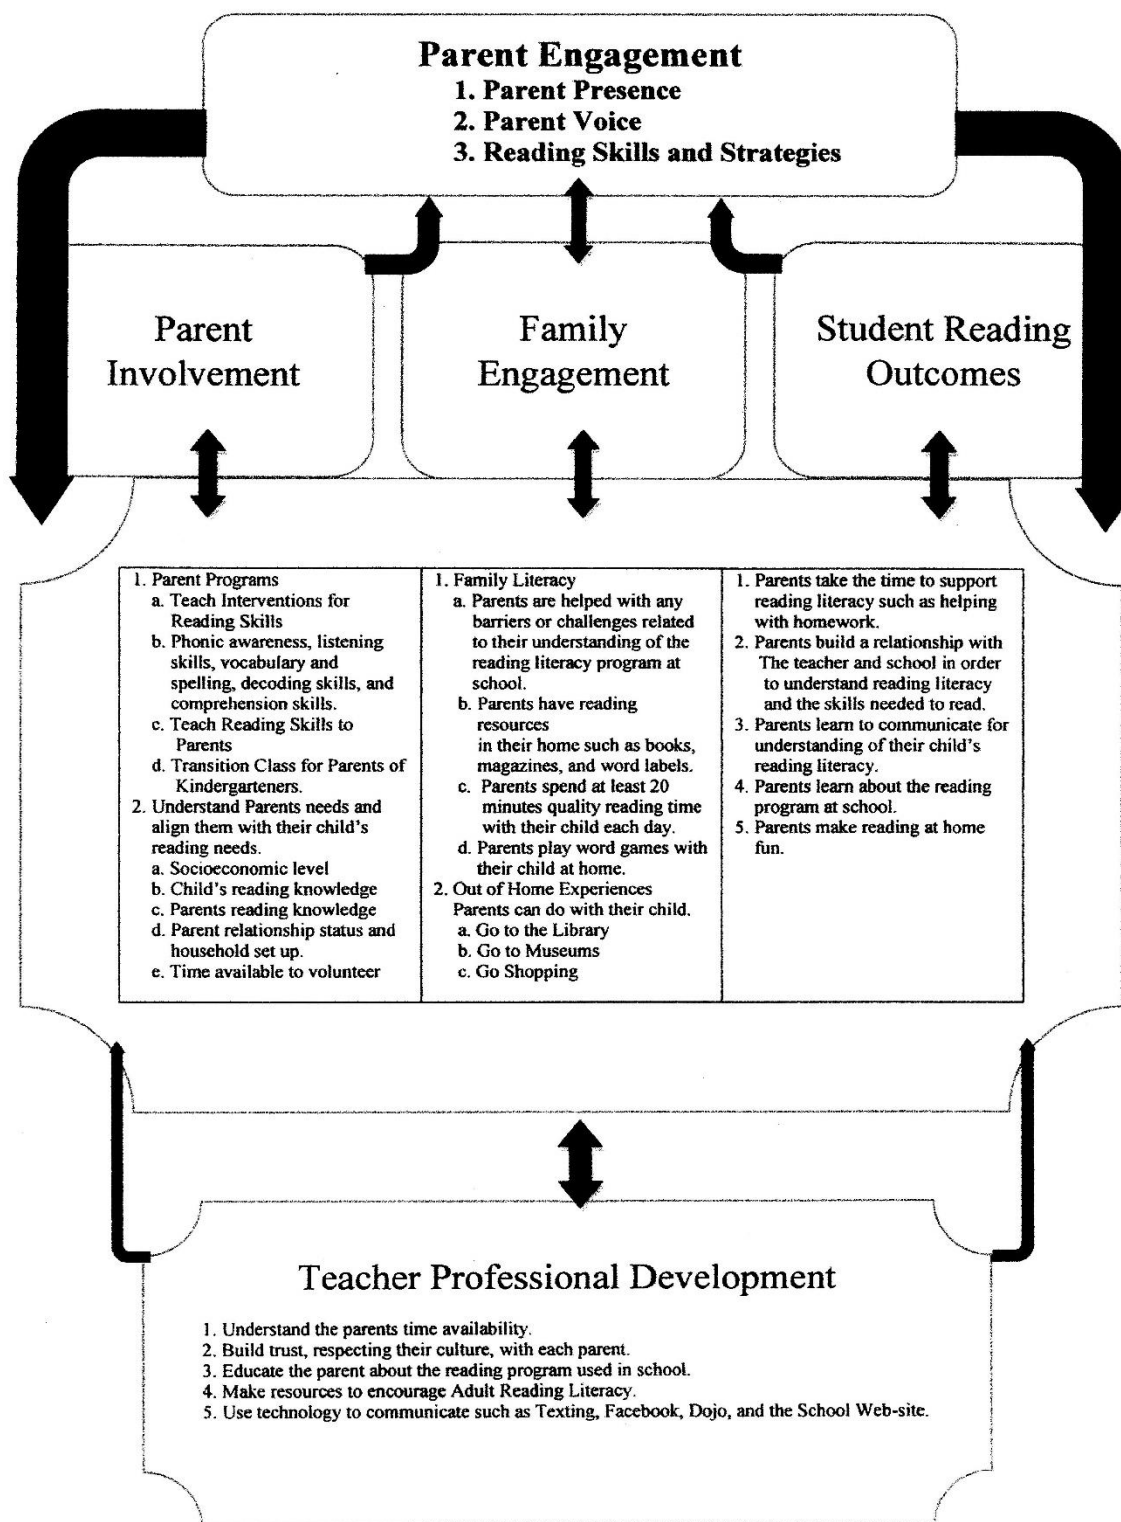 Parent Engagement
1. Parent Presence
2. Parent Voice
3. Reading Skills and Strategies
Parent
Involvement
Family
Engagement
Student Reading
Outcomes
1. Parent Programs
a. Teach Interventions for
Reading Skills
b. Phonic awareness, listening
skills, vocabulary and
spelling, decoding skills, and
comprehension skills.
c. Teach Reading Skills to
Parents
d. Transition Class for Parents of
Kindergarteners.
2. Understand Parents needs and
align them with their child's
reading needs.
a. Socioeconomic level
b. Child's reading knowledge
c. Parents reading knowledge
d. Parent relationship status and
household set up.
e. Time available to volunteer
1. Family Literacy
a. Parents are helped with any
barriers or challenges related
to their understanding of the
reading literacy program at
school.
b. Parents have reading
resources
in their home such as books,
magazines, and word labels.
c. Parents spend at least 20
minutes quality reading time
with their child each day.
d. Parents play word games with
their child at home.
2. Out of Home Experiences
Parents can do with their child.
a. Go to the Library
b. Go to Museums
c. Go Shopping
1. Parents take the time to support
reading literacy such as helping
with homework.
2. Parents build a relationship with
The teacher and school in order
to understand reading literacy
and the skills needed to read.
3. Parents learn to communicate for
understanding of their child's
reading literacy.
4. Parents learn about the reading
program at school.
5. Parents make reading at home
fun.
Teacher Professional Development
1. Understand the parents time availability.
2. Build trust, respecting their culture, with each parent.
3. Educate the parent about the reading program used in school.
4. Make resources to encourage Adult Reading Literacy.
5. Use technology to communicate such as Texting, Facebook, Dojo, and the School Web-site.